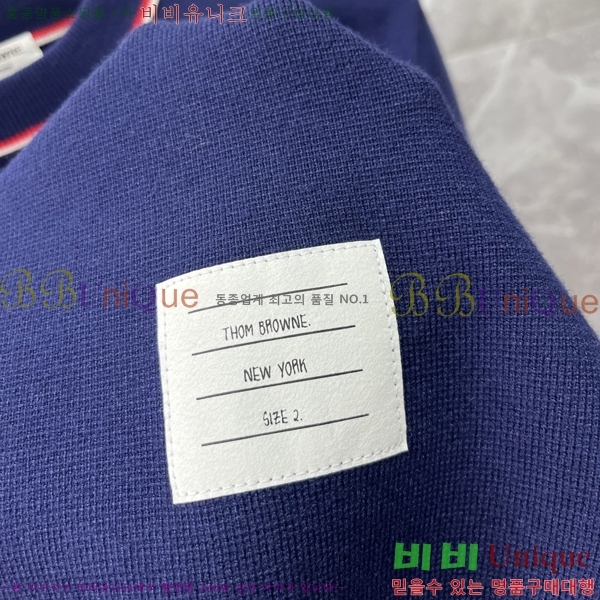 비비유니크
BBUnique 동종업계 최고의 품질 NO.1 BBUnique
THOM BROWNE.
NEW YORK
SIZE 2.
비비 Unique
믿을수 있는 명품구매대행